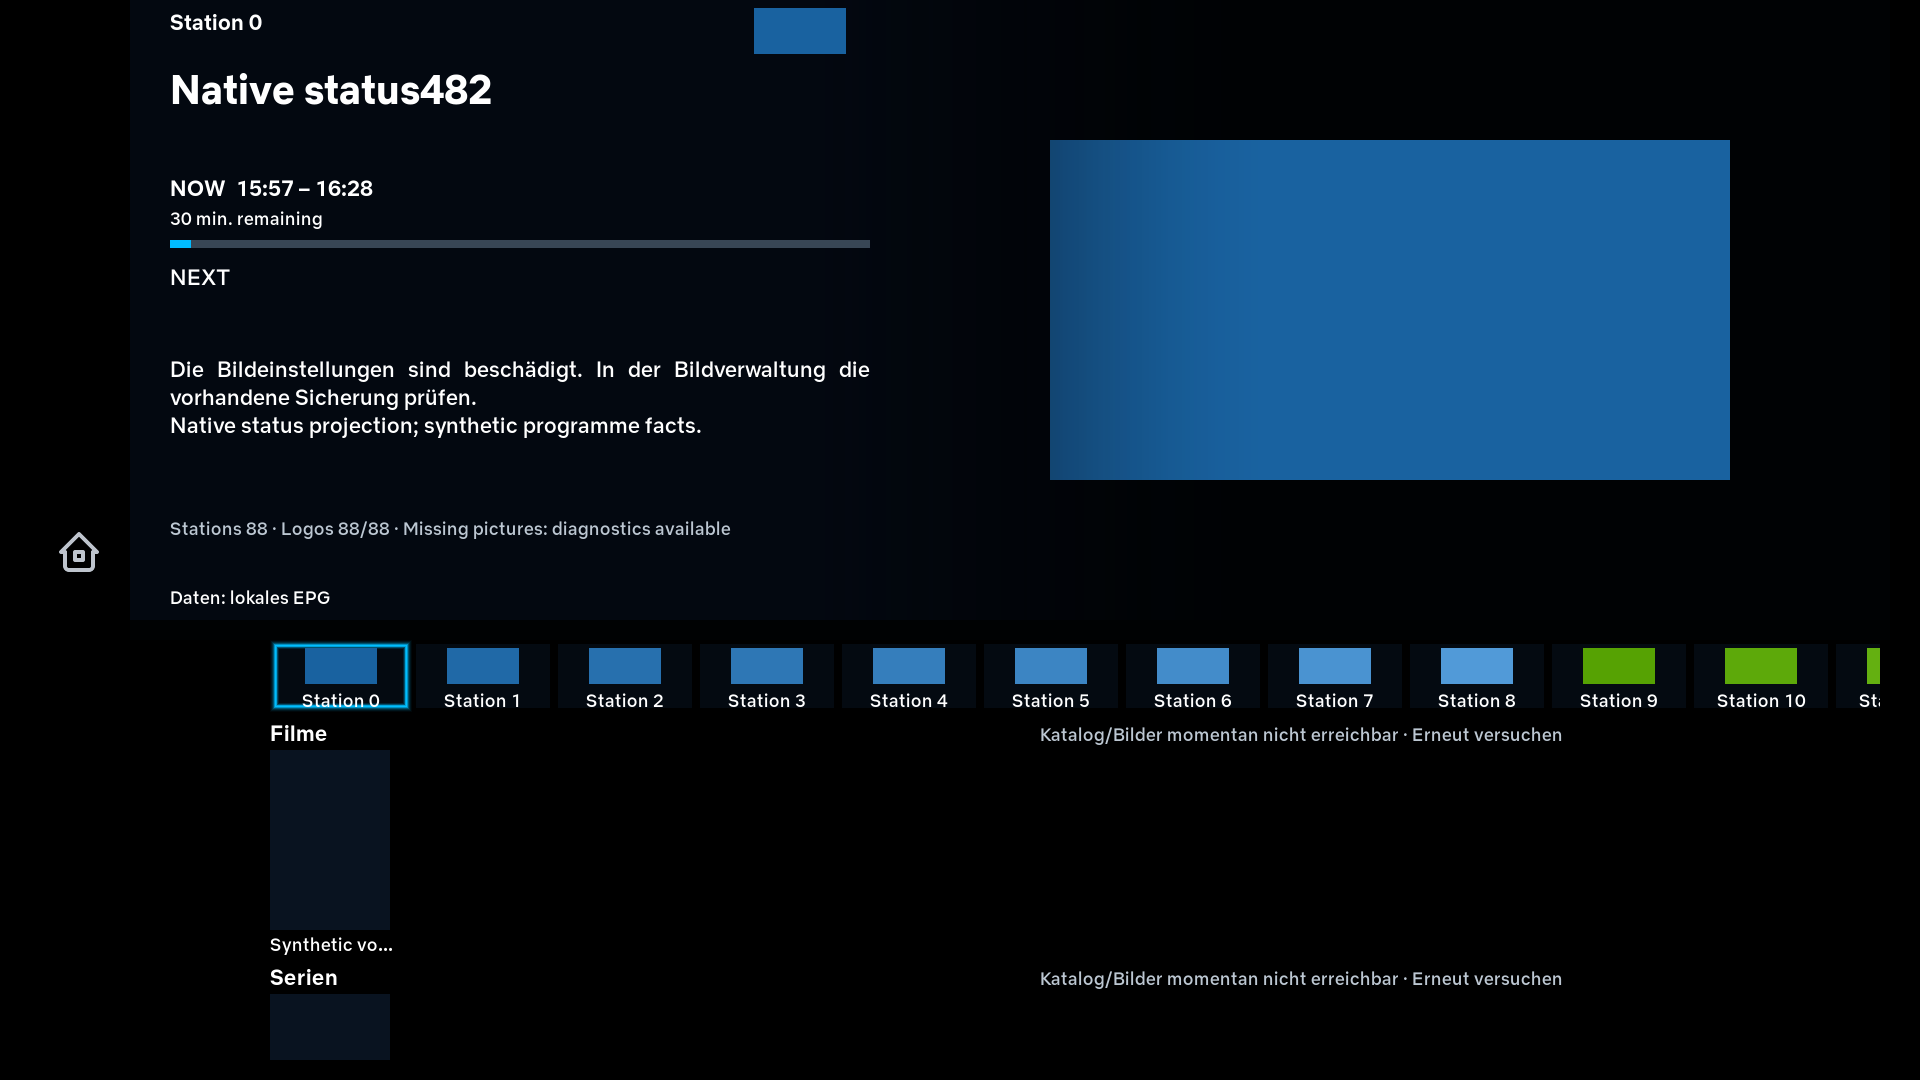 Station 0
Native status482
NOW 15:57 – 16:28
30 min. remaining
NEXT
Die Bildeinstellungen sind beschädigt. In der Bildverwaltung die
vorhandene Sicherung prüfen.
Native status projection; synthetic programme facts.
Stations 88 · Logos 88/88 · Missing pictures: diagnostics available
Daten: lokales EPG
Station 0
Station 1
Station 2
Station 3
Station 4
Station 5
Station 6
Station 7
Station 8
Station 9
Station 10
Filme
Katalog/Bilder momentan nicht erreichbar · Erneut versuchen
Synthetic vo...
Serien
Katalog/Bilder momentan nicht erreichbar · Erneut versuchen